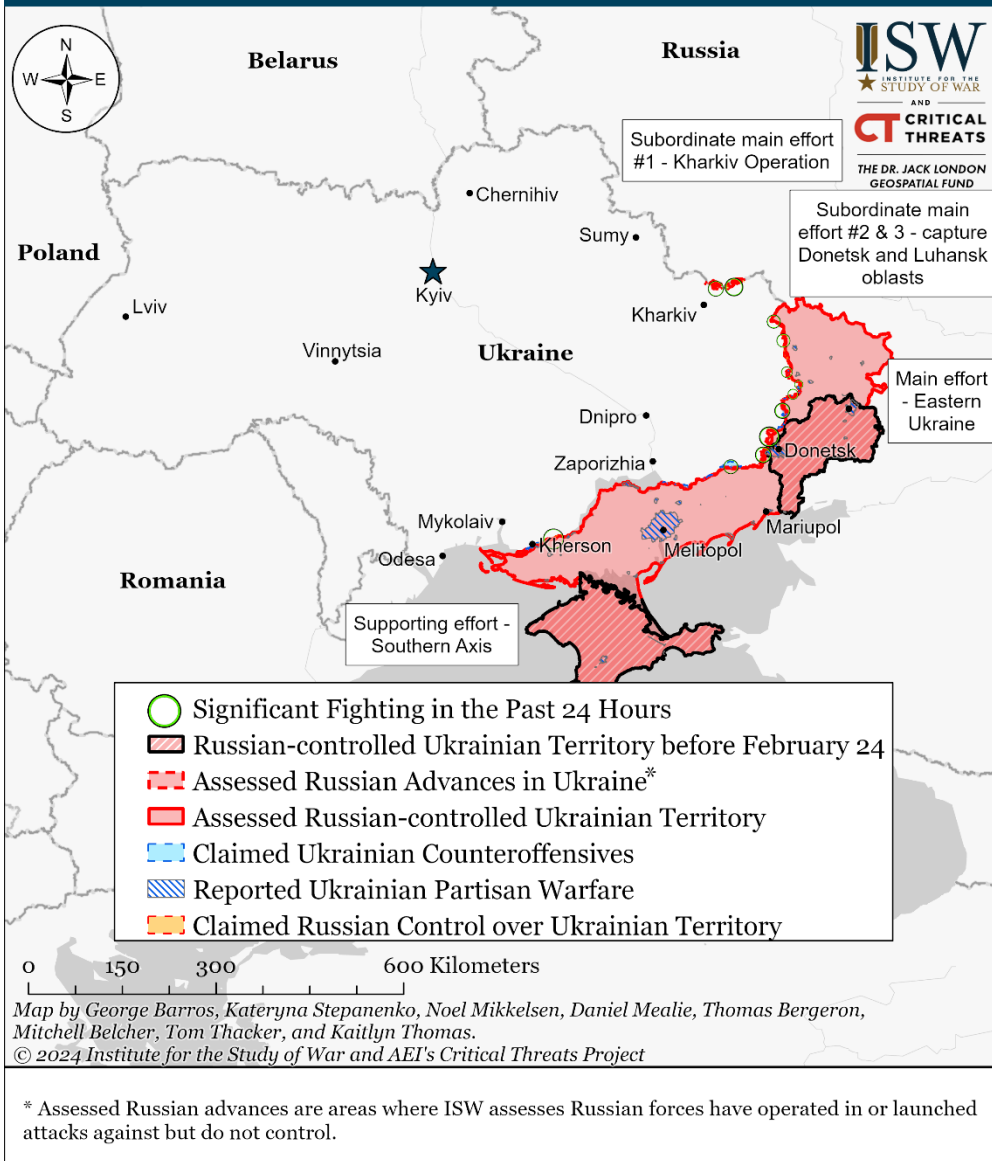 N
W
E
S
Belarus
Russia
ISW
INSTITUTE FOR THE
STUDY OF WAR
AND
CT CRITICAL
THREATS
THE DR. JACK LONDON
GEOSPATIAL FUND
Subordinate main effort
#1 - Kharkiv Operation
Subordinate main
effort #2 & 3 - capture
Donetsk and Luhansk
oblasts
Chernihiv
Sumy
Poland
Kyiv
Lviv
Kharkiv
Vinnytsia
Ukraine
Main effort
- Eastern
Ukraine
Dnipro
Donetsk
Zaporizhia
Mykolaiv
Mariupol
Kherson
Melitopol
Odesa
Romania
Supporting effort -
Southern Axis
Significant Fighting in the Past 24 Hours
Russian-controlled Ukrainian Territory before February 24
Assessed Russian Advances in Ukraine*
Assessed Russian-controlled Ukrainian Territory
Claimed Ukrainian Counteroffensives
Reported Ukrainian Partisan Warfare
Claimed Russian Control over Ukrainian Territory
0 150 300 600 Kilometers
Map by George Barros, Kateryna Stepanenko, Noel Mikkelsen, Daniel Mealie, Thomas Bergeron,
Mitchell Belcher, Tom Thacker, and Kaitlyn Thomas.
© 2024 Institute for the Study of War and AEI's Critical Threats Project
* Assessed Russian advances are areas where ISW assesses Russian forces have operated in or launched
attacks against but do not control.